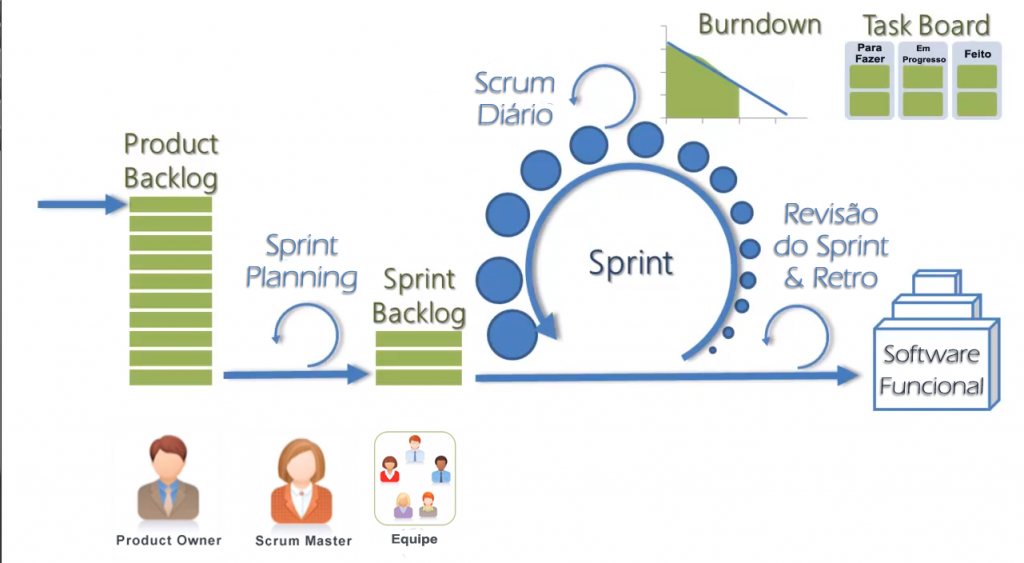 Burndown
Task Board
Para
Fazer
Em
Progresso
Feito
Scrum
Diário
Product
Backlog
Sprint
Planning
Sprint
Backlog
Sprint
Revisão
do Sprint
& Retro
Software
Funcional
Product Owner
Scrum Master
Equipe